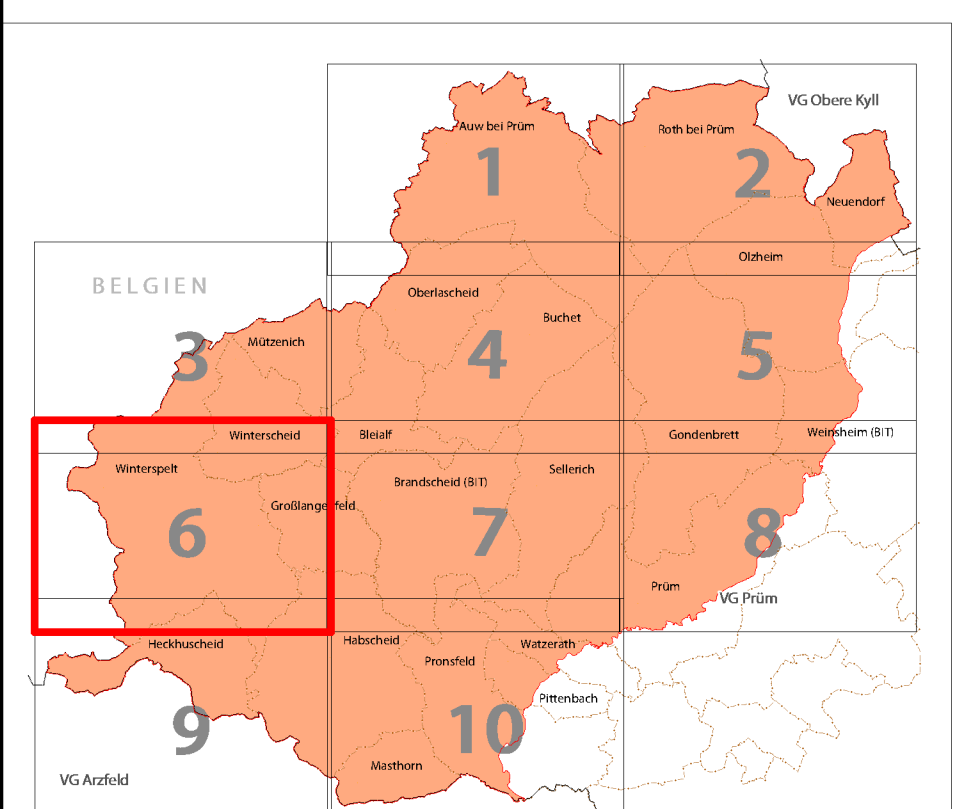 VG Obere Kyll
Auw bei Prüm
Roth bei Prüm
1
2
Neuendorf
Olzheim
BELGIEN
Oberlascheid
Buchet
3
Mützenich
4
5
Winterscheid
Bleialf
Gondenbrett
Weinsheim (BIT)
Winterspelt
Sellerich
Brandscheid (BIT)
Großlangenfeld
6
7
8
Prüm
VG Prüm
Heckhuscheid
Habscheid
Watzerath
Pronsfeld
Pittenbach
9
10
Masthorn
VG Arzfeld